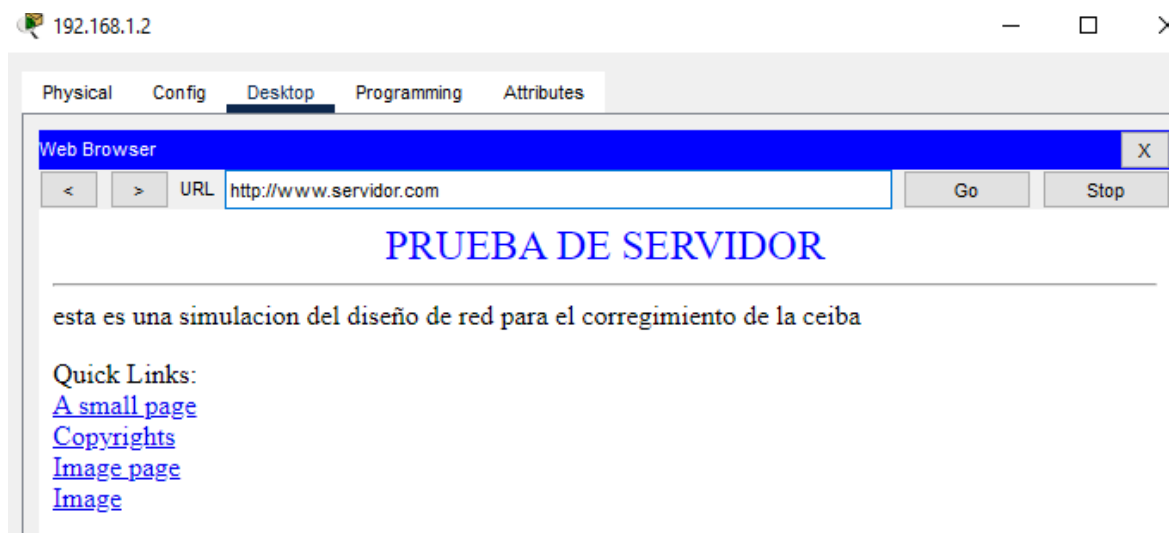 192.168.1.2
Physical Config Desktop Programming Attributes
Web Browser X
< > URL http://www.servidor.com Go Stop
PRUEBA DE SERVIDOR
esta es una simulacion del diseño de red para el corregimiento de la ceiba
Quick Links:
A small page
Copyrights
Image page
Image